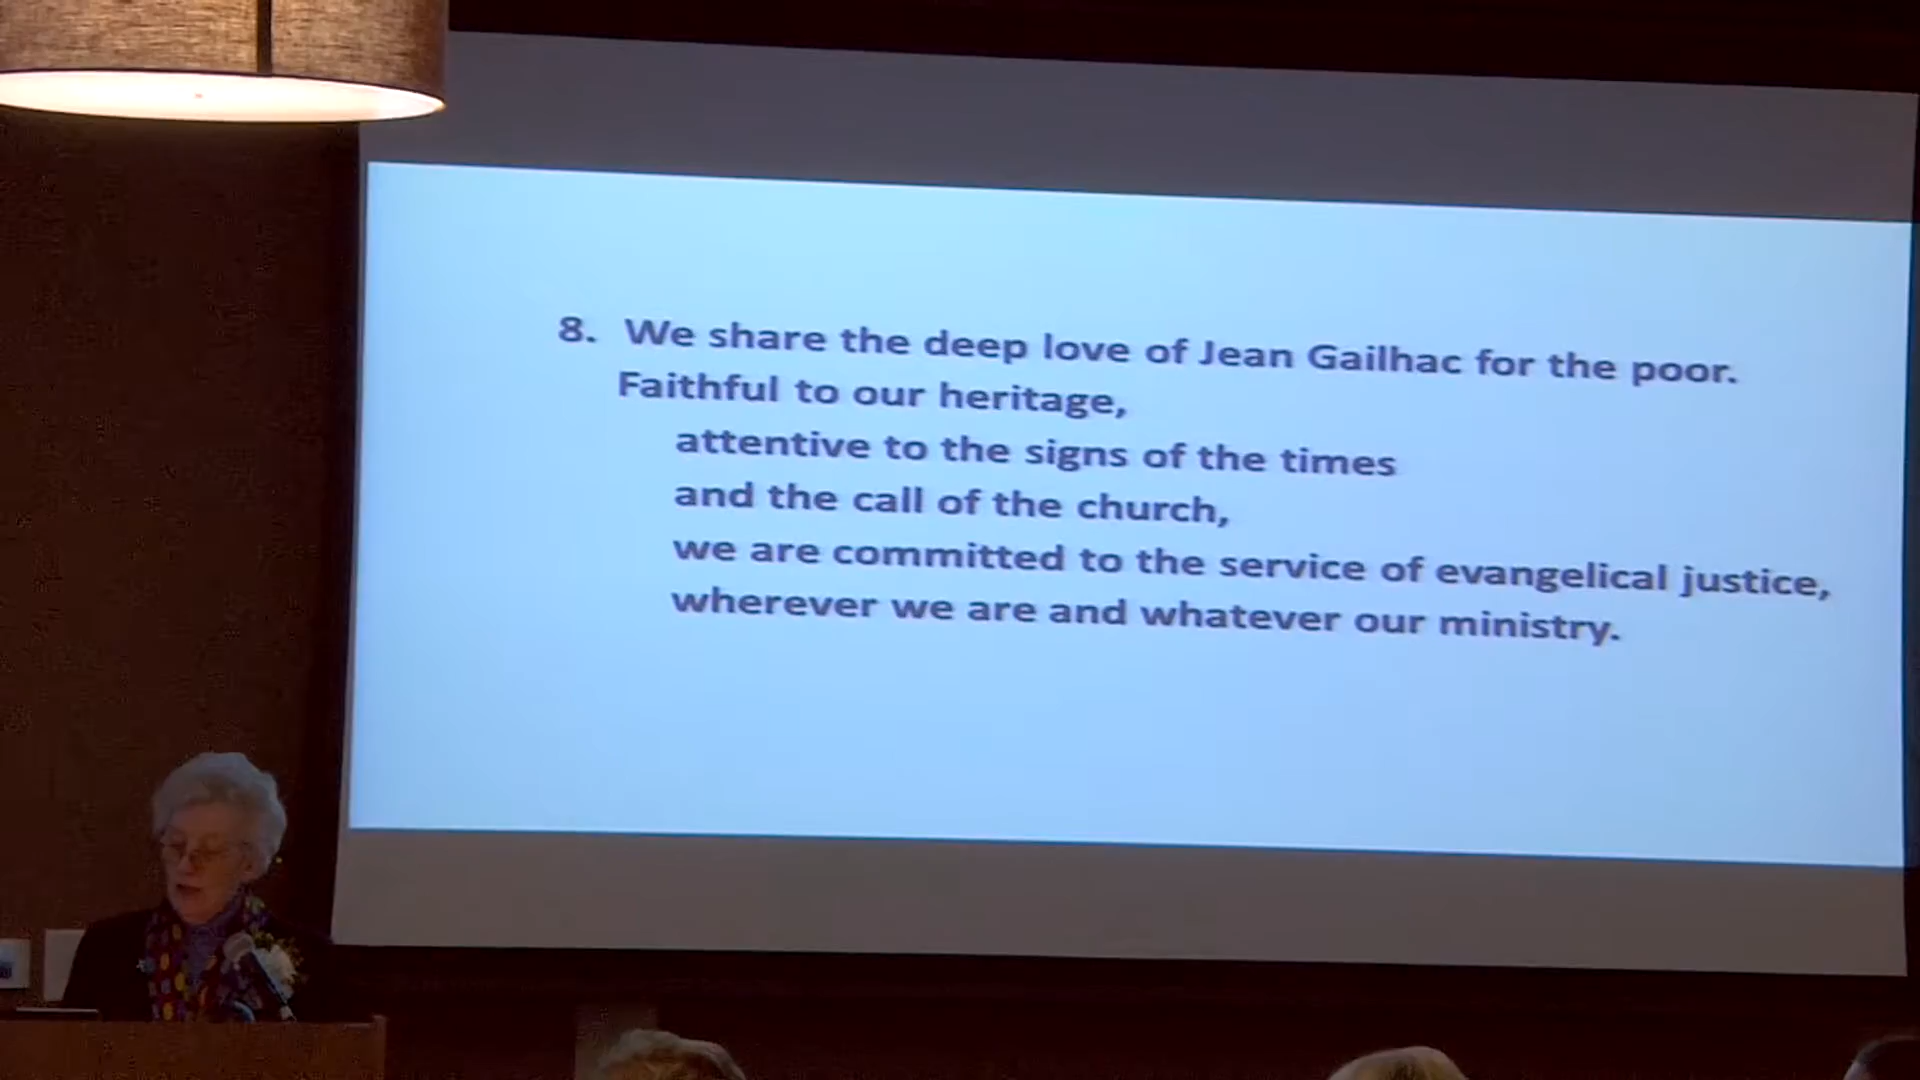 8. We share the deep love of Jean Gailhac for the poor.
Faithful to our heritage,
attentive to the signs of the times
and the call of the church,
we are committed to the service of evangelical justice,
wherever we are and whatever our ministry.